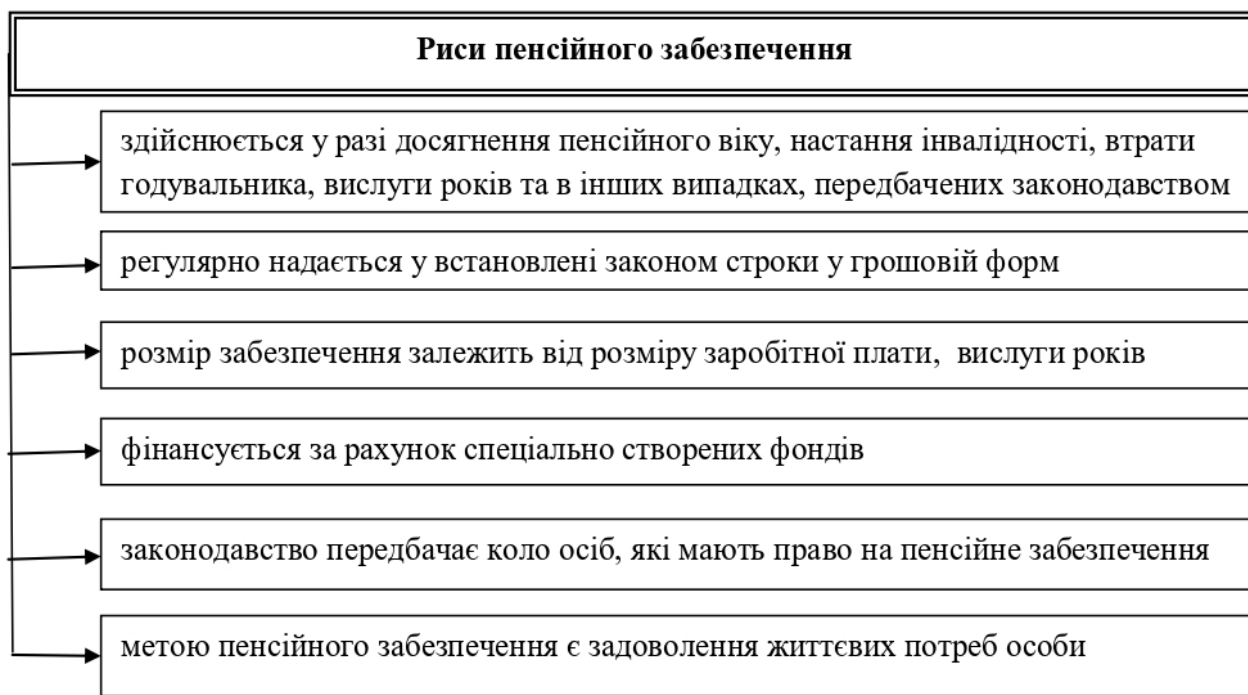 Риси пенсійного забезпечення
здійснюється у разі досягнення пенсійного віку, настання інвалідності, втрати
годувальника, вислуги років та в інших випадках, передбачених законодавством
регулярно надається у встановлені законом строки у грошовій форм
розмір забезпечення залежить від розміру заробітної плати, вислуги років
фінансується за рахунок спеціально створених фондів
законодавство передбачає коло осіб, які мають право на пенсійне забезпечення
метою пенсійного забезпечення є задоволення життєвих потреб особи